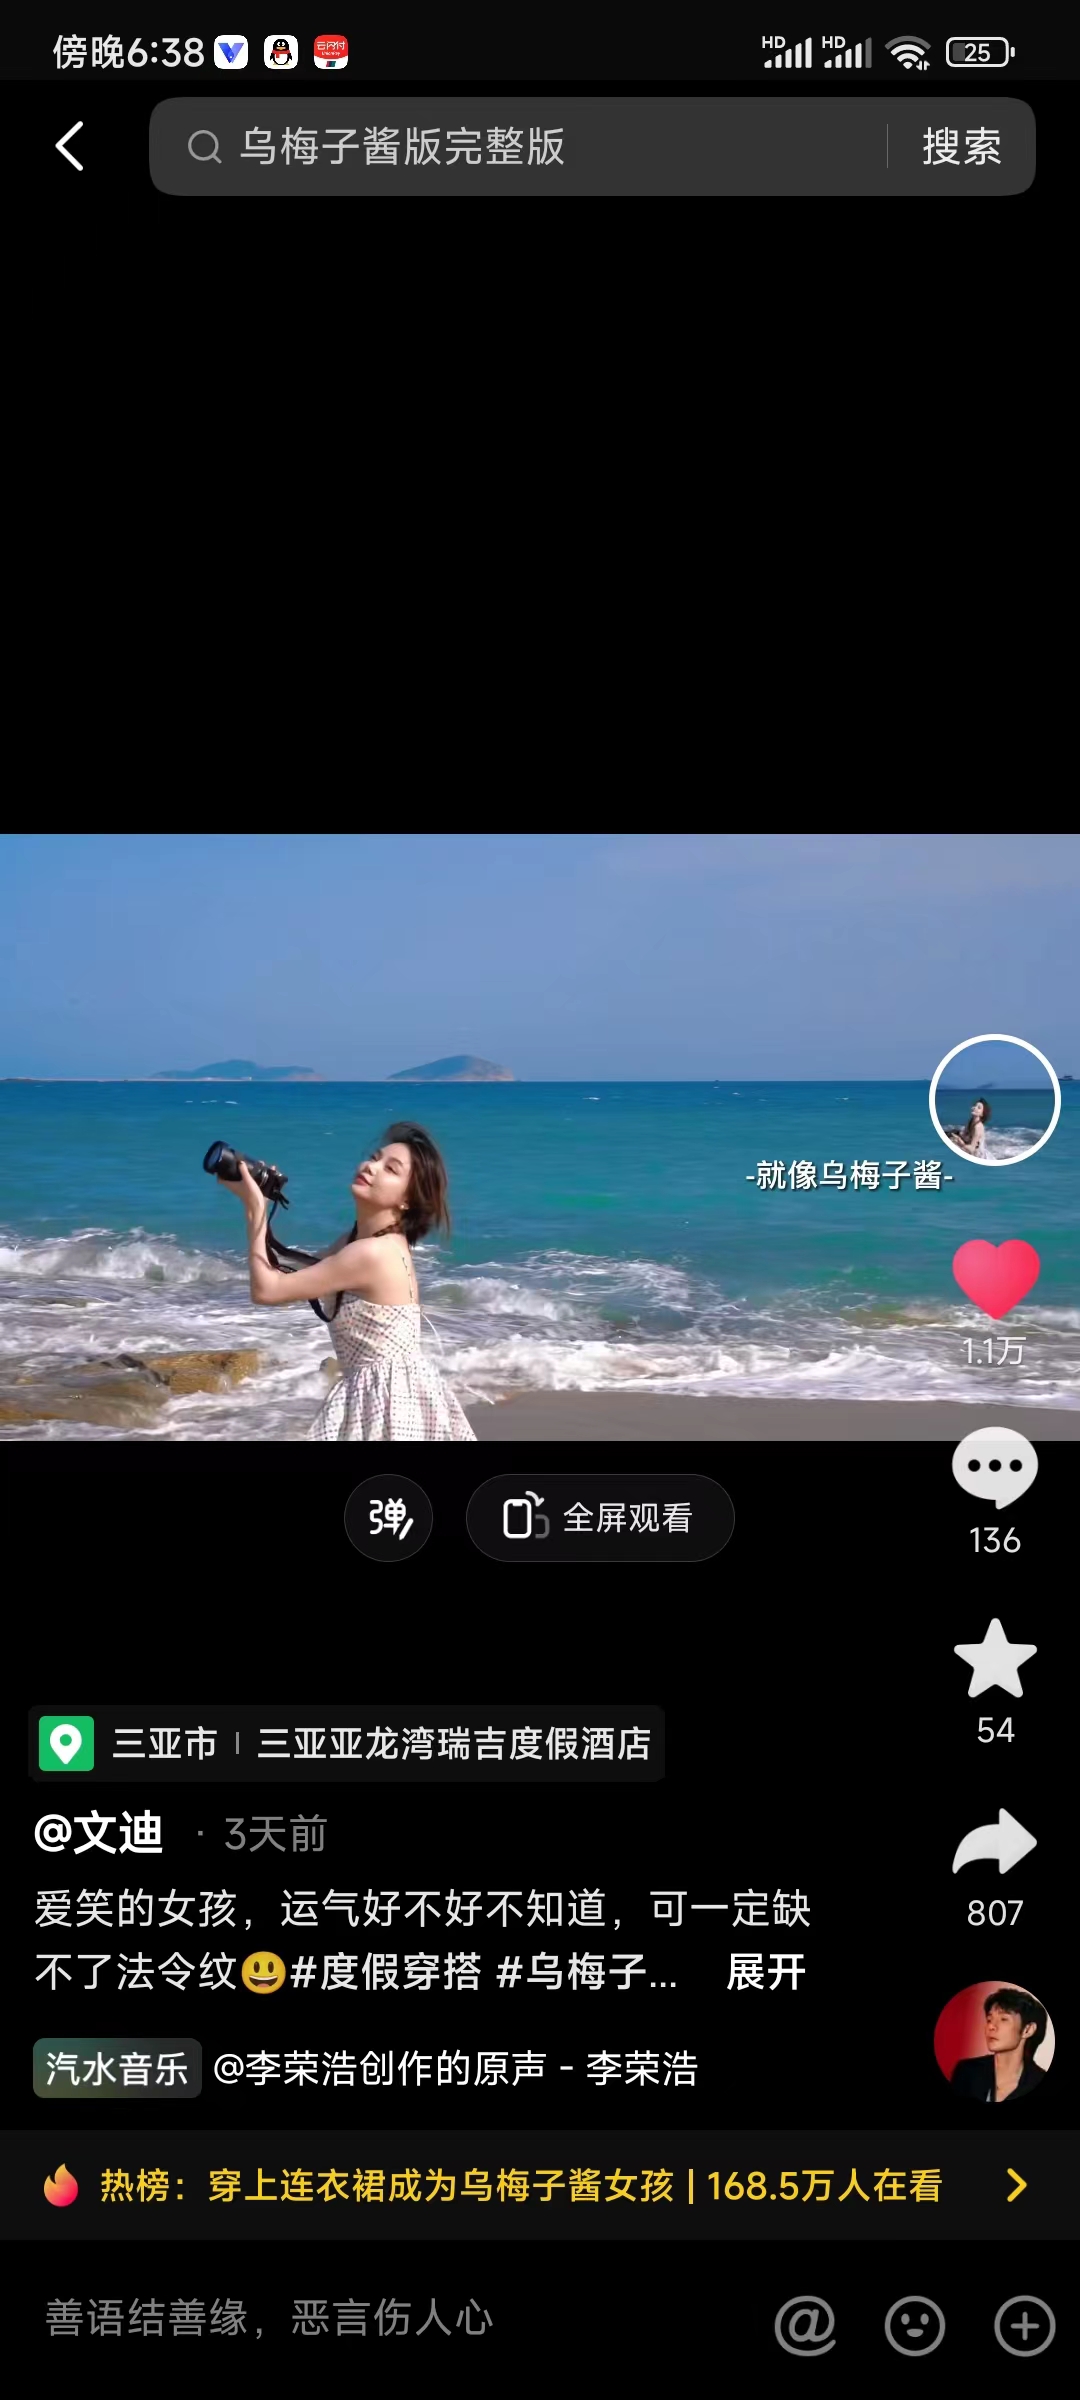 傍晚6:38
云闪付
HD HD 25
乌梅子酱版完整版
搜索
-就像乌梅子酱-
1.1万
136
弹
全屏观看
54
三亚市 | 三亚亚龙湾瑞吉度假酒店
@文迪 · 3天前
807
爱笑的女孩，运气好不好不知道，可一定缺
不了法令纹😃#度假穿搭 #乌梅子... 展开
汽水音乐 @李荣浩创作的原声 - 李荣浩
热榜：穿上连衣裙成为乌梅子酱女孩 | 168.5万人在看
善语结善缘，恶言伤人心